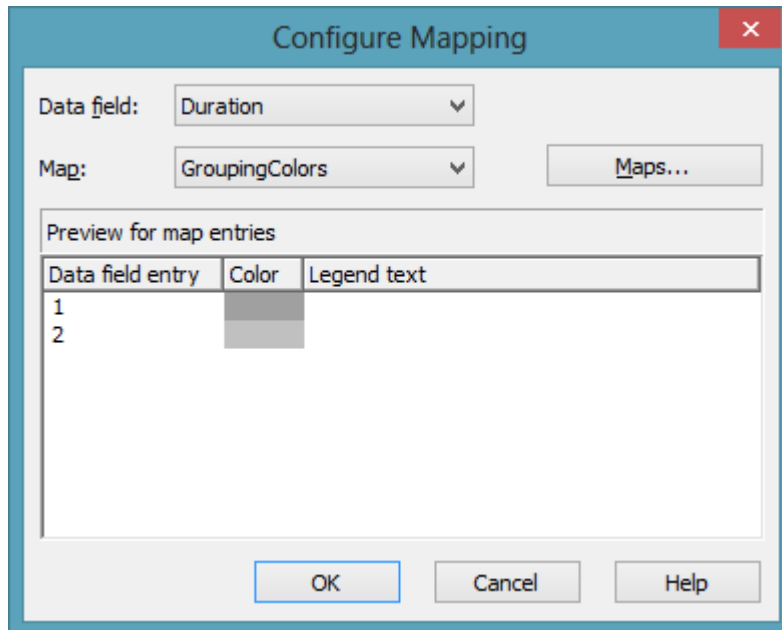 Configure Mapping
Data field: Duration
Map: GroupingColors Maps...
Preview for map entries
Data field entry Color Legend text
1
2
OK Cancel Help